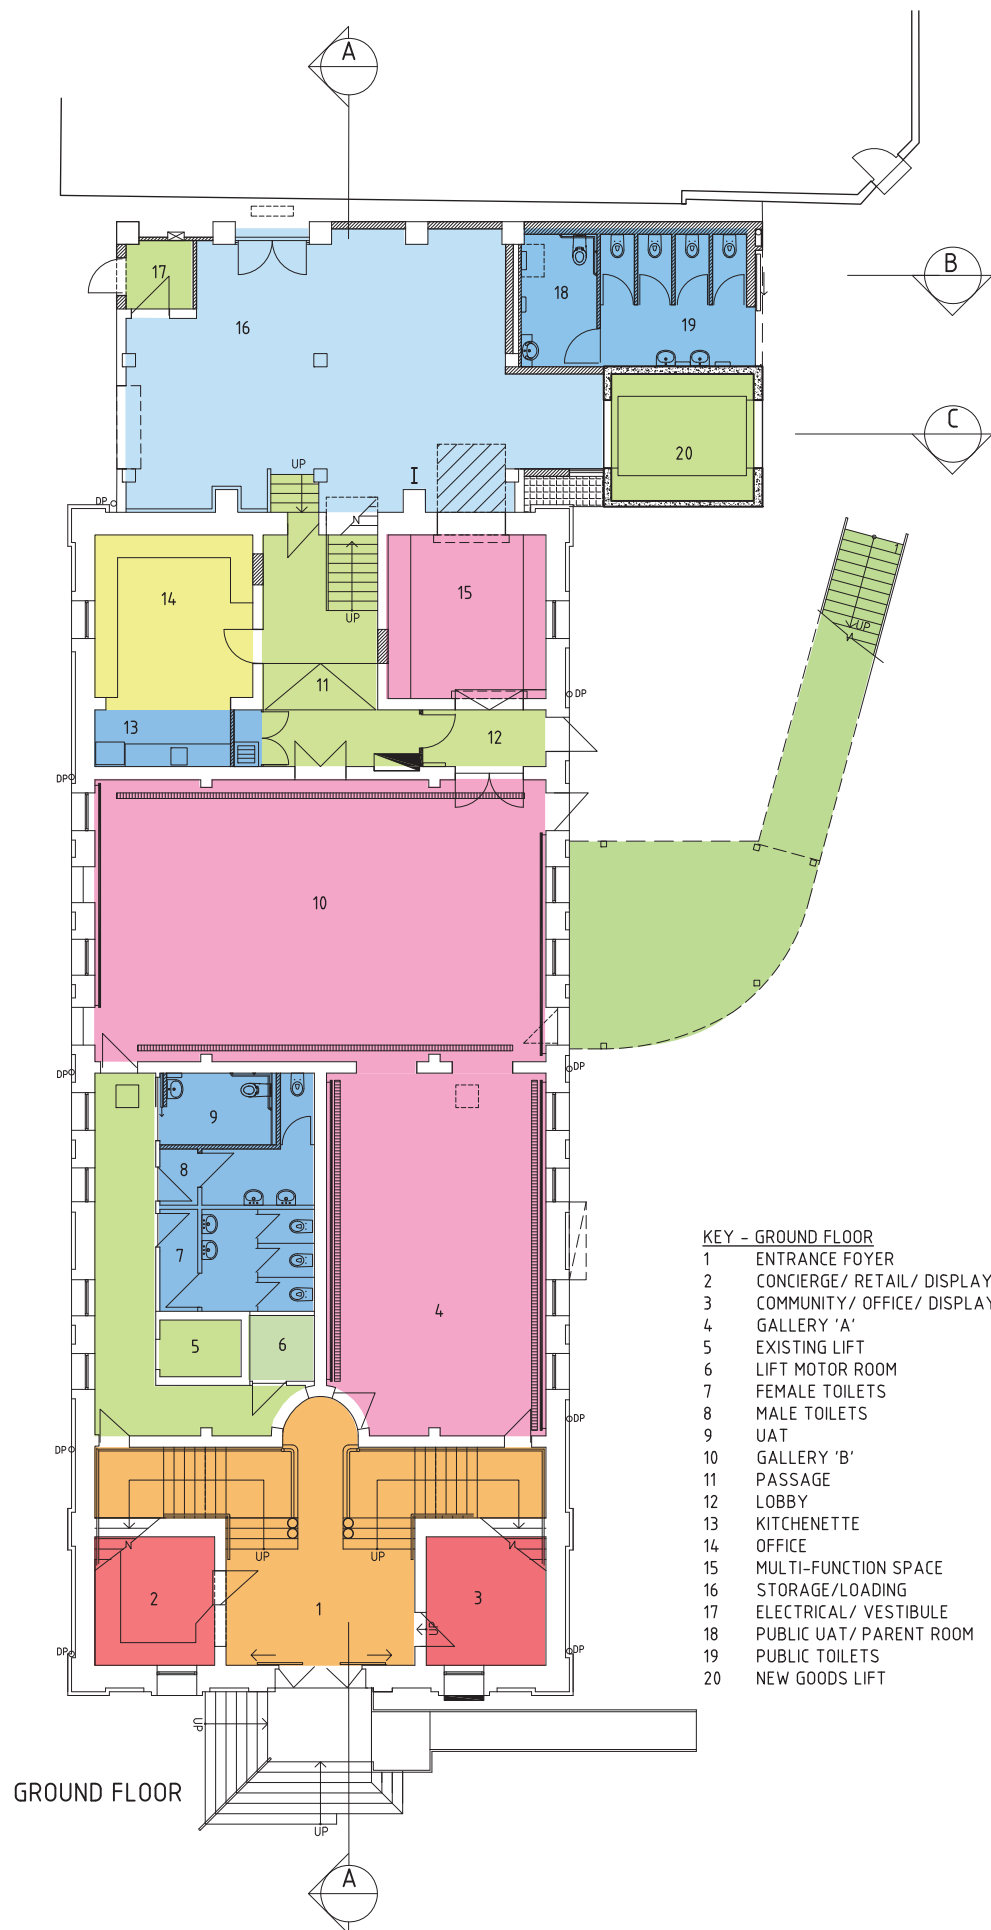 A
B
C
17
16
18
19
20
UP
DP
I
14
15
UP
UP
11
DP
13
12
DP
10
DP
DP
9
8
7
4
5
6
DP
DP
UP
UP
2
1
3
UP
DP
DP
UP
UP
A
KEY - GROUND FLOOR
1 ENTRANCE FOYER
2 CONCIERGE/ RETAIL/ DISPLAY
3 COMMUNITY/ OFFICE/ DISPLAY
4 GALLERY 'A'
5 EXISTING LIFT
6 LIFT MOTOR ROOM
7 FEMALE TOILETS
8 MALE TOILETS
9 UAT
10 GALLERY 'B'
11 PASSAGE
12 LOBBY
13 KITCHENETTE
14 OFFICE
15 MULTI-FUNCTION SPACE
16 STORAGE/LOADING
17 ELECTRICAL/ VESTIBULE
18 PUBLIC UAT/ PARENT ROOM
19 PUBLIC TOILETS
20 NEW GOODS LIFT
GROUND FLOOR